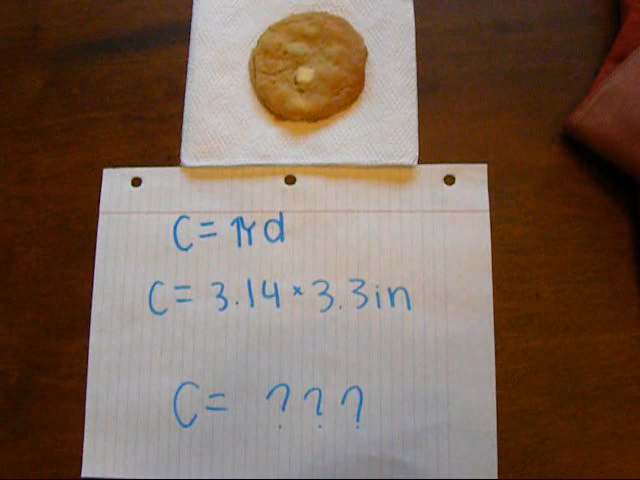 C = πd
C = 3.14 × 3.3in
C = ???